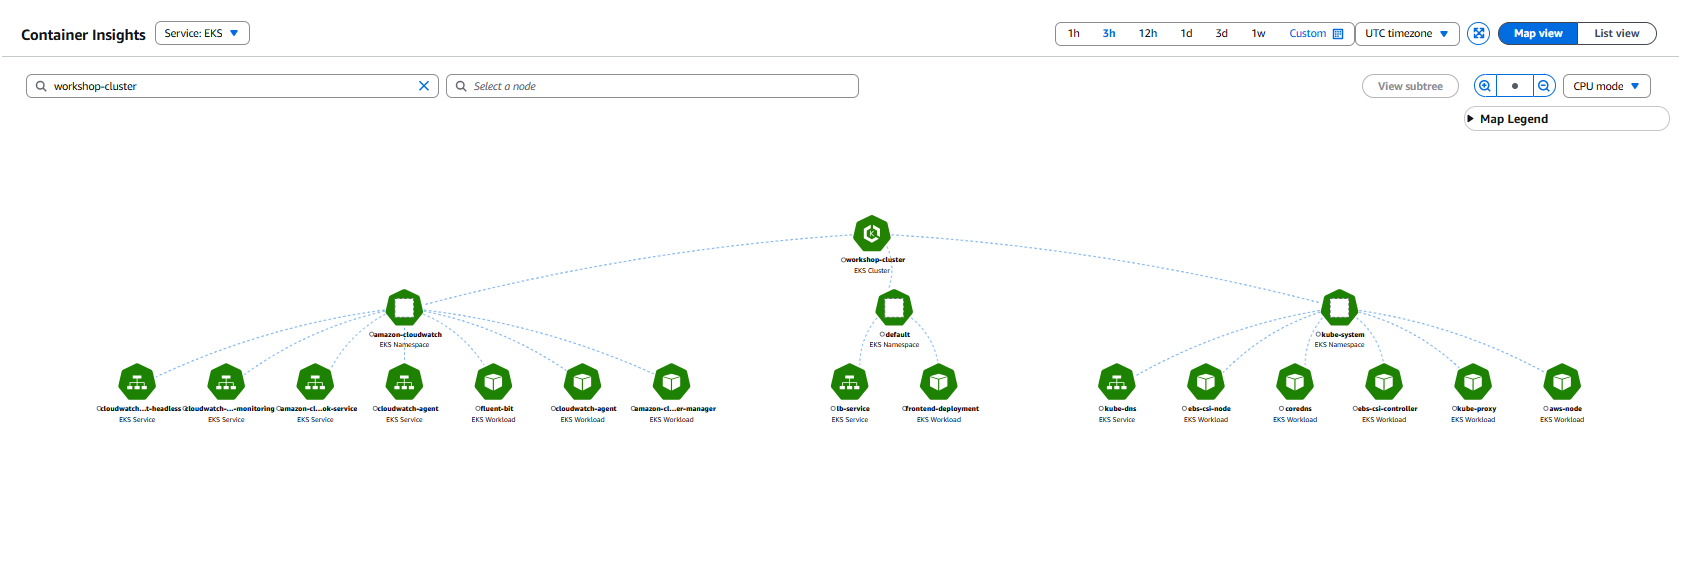 Container Insights
Service: EKS
1h 3h 12h 1d 3d 1w Custom
UTC timezone
Map view
List view
workshop-cluster
Select a node
View subtree
CPU mode
Map Legend
workshop-cluster
EKS Cluster
amazon-cloudwatch
EKS Namespace
default
EKS Namespace
kube-system
EKS Namespace
cloudwatch...t-headless
EKS Service
cloudwatch-...-monitoring
EKS Service
amazon-cl...ok-service
EKS Service
cloudwatch-agent
EKS Service
fluent-bit
EKS Workload
cloudwatch-agent
EKS Workload
amazon-cl...er-manager
EKS Workload
lb-service
EKS Service
frontend-deployment
EKS Workload
kube-dns
EKS Service
ebs-csi-node
EKS Workload
coredns
EKS Workload
ebs-csi-controller
EKS Workload
kube-proxy
EKS Workload
aws-node
EKS Workload